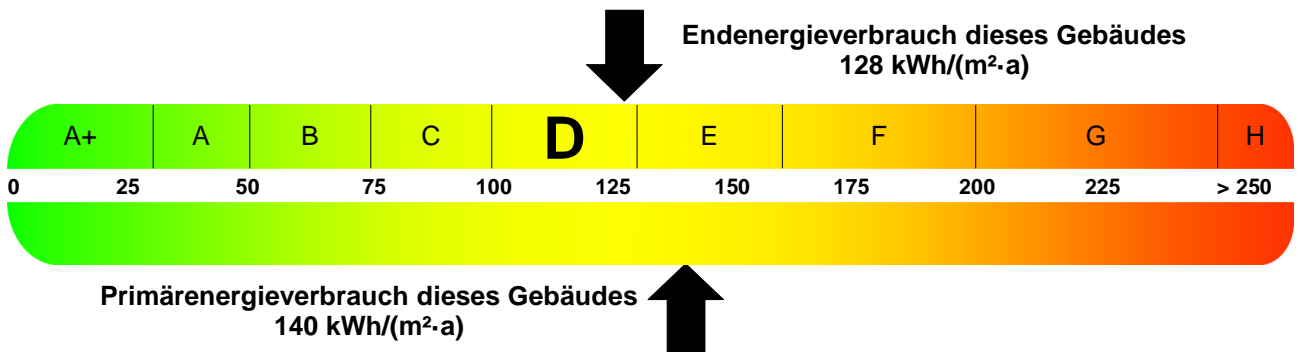 Endenergieverbrauch dieses Gebäudes
128 kWh/(m²·a)
A+ A B C D E F G H
0 25 50 75 100 125 150 175 200 225 > 250
Primärenergieverbrauch dieses Gebäudes
140 kWh/(m²·a)